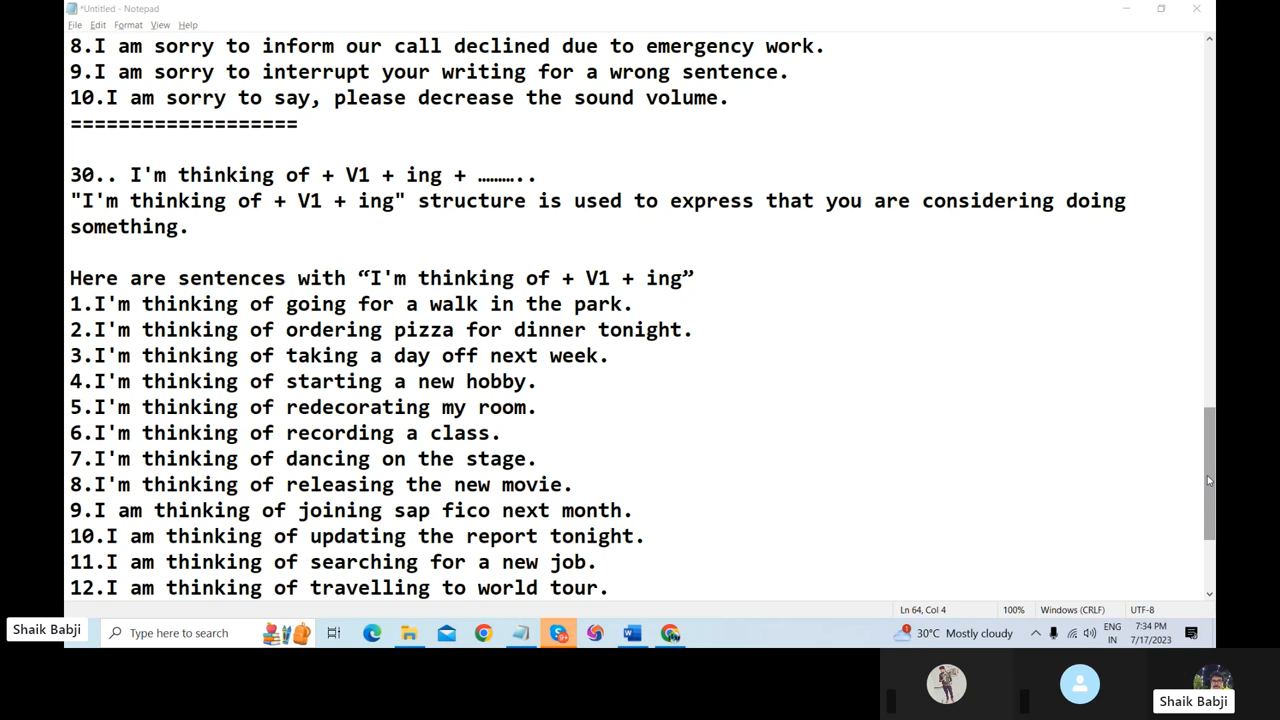 *Untitled - Notepad
File Edit Format View Help
8.I am sorry to inform our call declined due to emergency work.
9.I am sorry to interrupt your writing for a wrong sentence.
10.I am sorry to say, please decrease the sound volume.
===================
30.. I'm thinking of + V1 + ing + ………..
"I'm thinking of + V1 + ing" structure is used to express that you are considering doing
something.
Here are sentences with “I'm thinking of + V1 + ing”
1.I'm thinking of going for a walk in the park.
2.I'm thinking of ordering pizza for dinner tonight.
3.I'm thinking of taking a day off next week.
4.I'm thinking of starting a new hobby.
5.I'm thinking of redecorating my room.
6.I'm thinking of recording a class.
7.I'm thinking of dancing on the stage.
8.I'm thinking of releasing the new movie.
9.I am thinking of joining sap fico next month.
10.I am thinking of updating the report tonight.
11.I am thinking of searching for a new job.
12.I am thinking of travelling to world tour.
Ln 64, Col 4 100% Windows (CRLF) UTF-8
Shaik Babji
Type here to search
30°C Mostly cloudy
ENG
IN
7:34 PM
7/17/2023
Shaik Babji